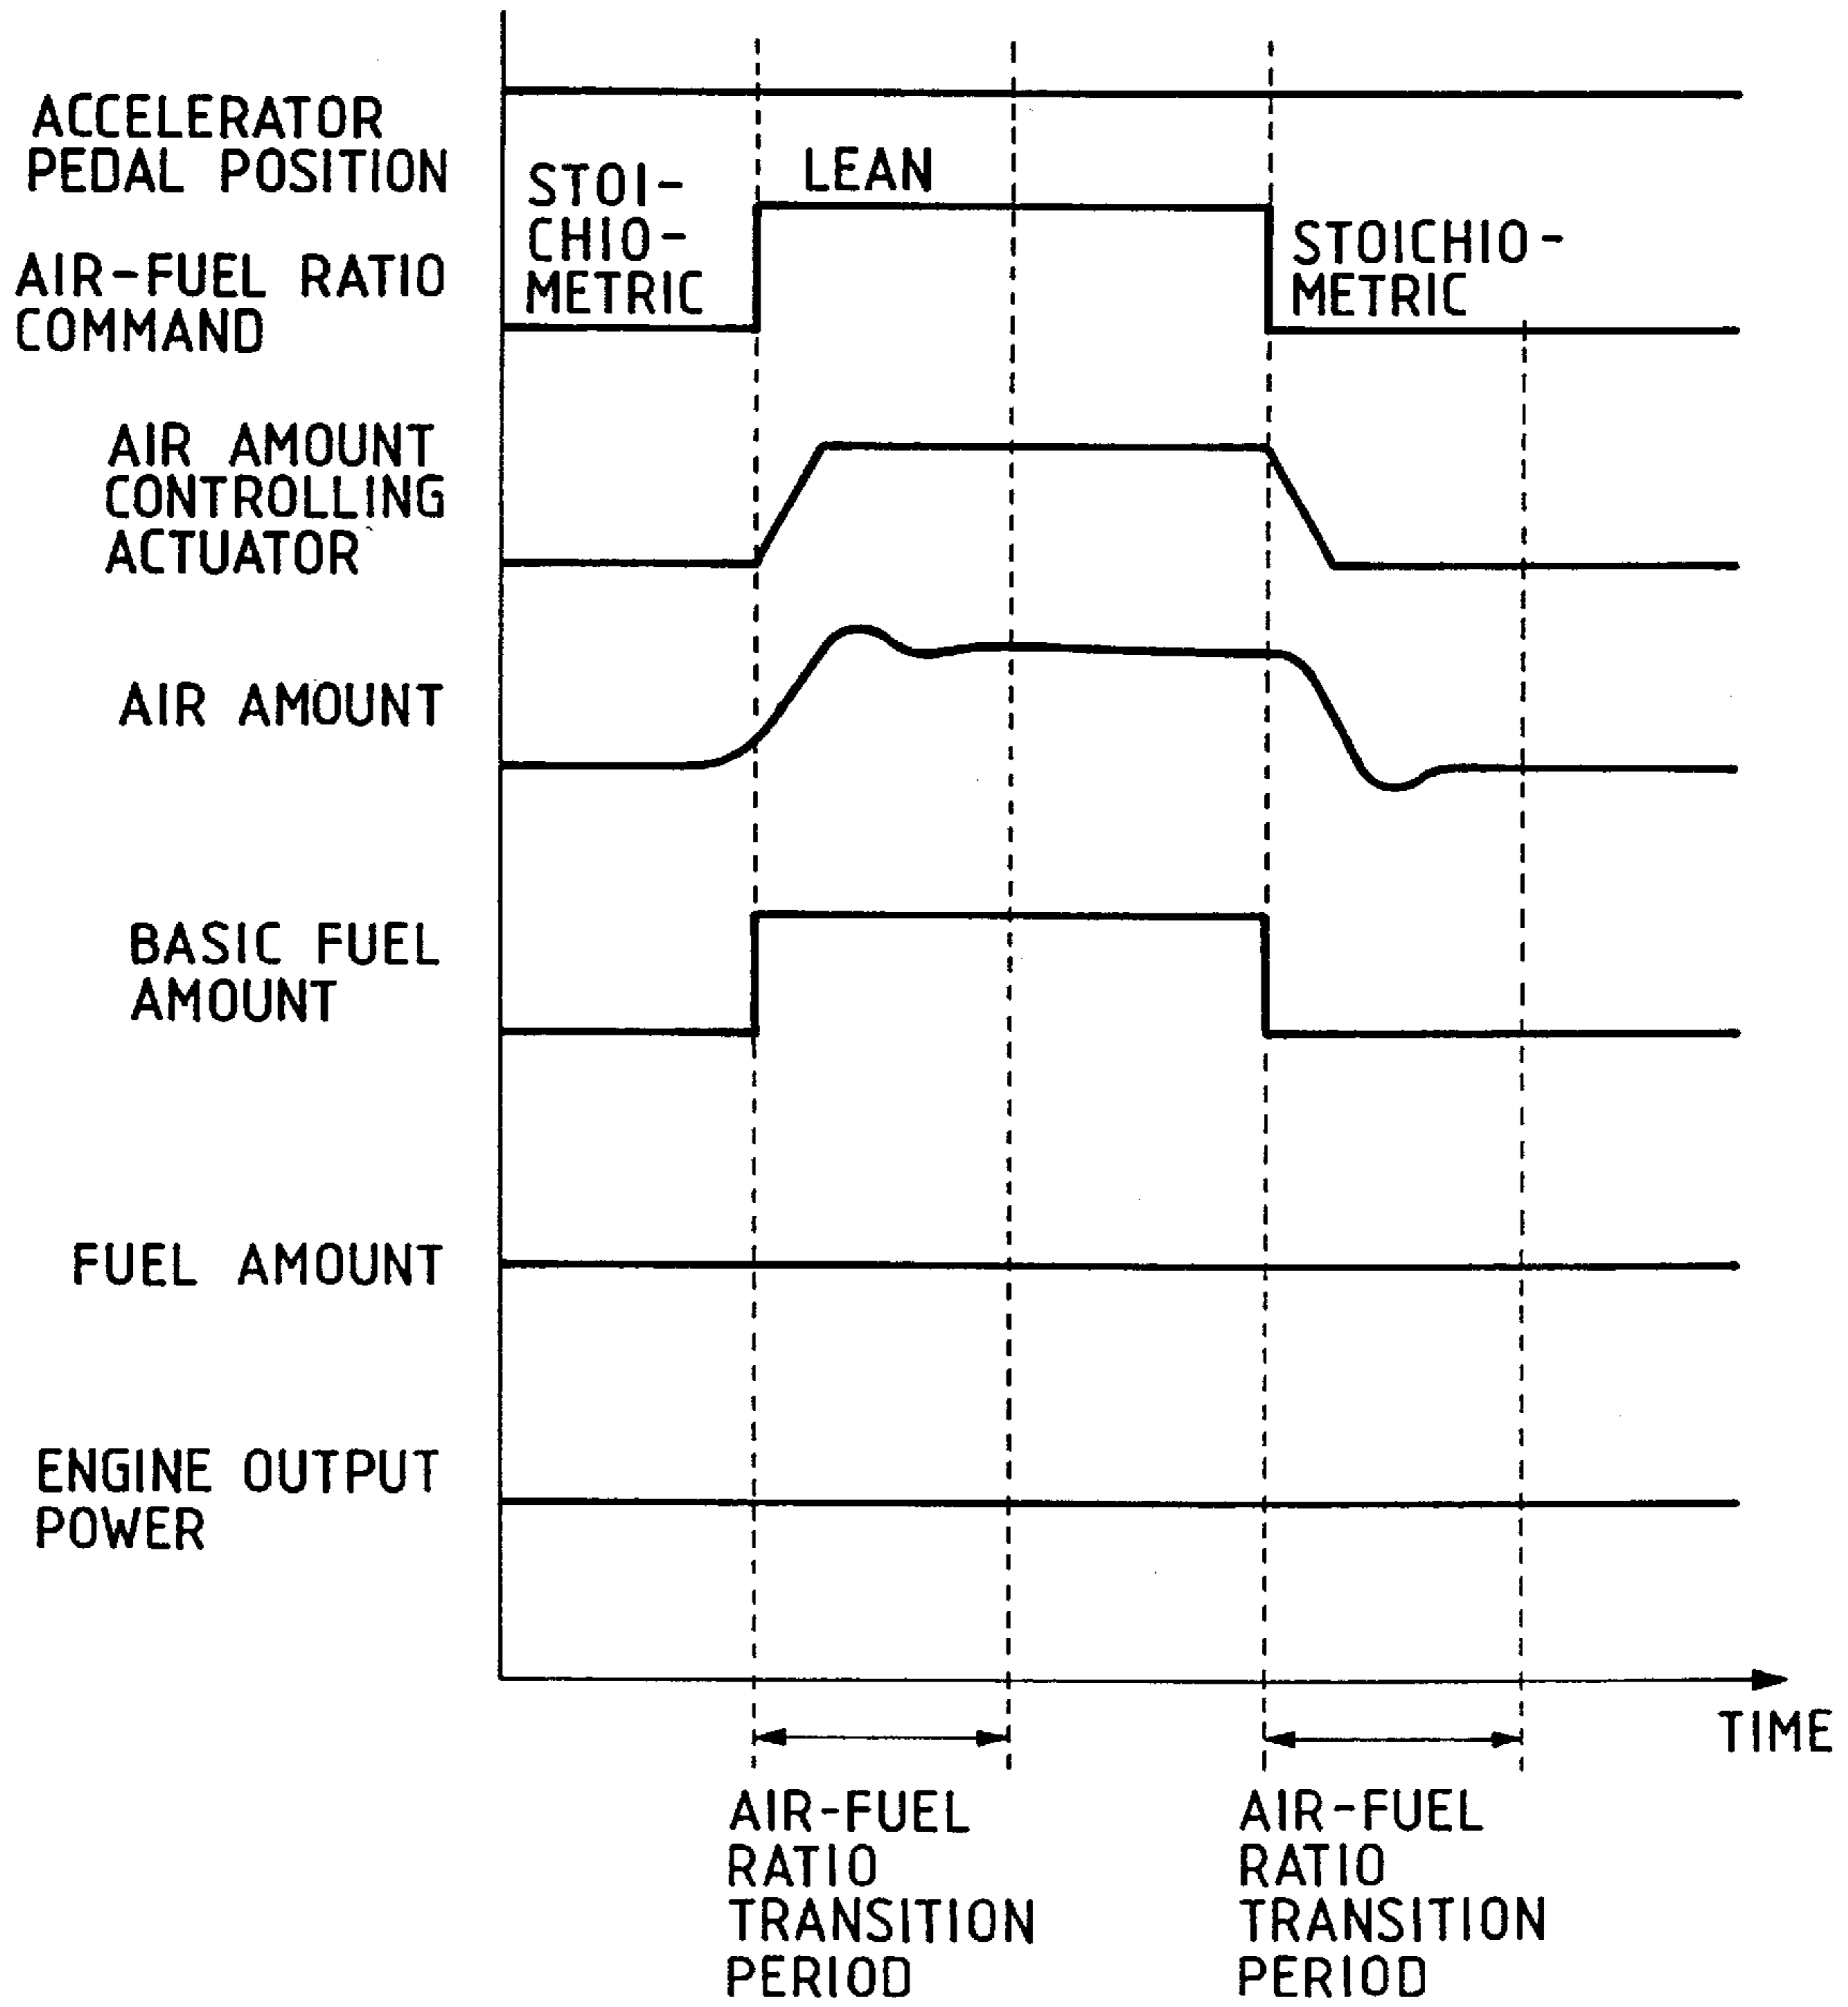 ACCELERATOR
PEDAL POSITION
STOI-
CHIO-
METRIC
LEAN
STOICHIO-
METRIC
AIR-FUEL RATIO
COMMAND
AIR AMOUNT
CONTROLLING
ACTUATOR
AIR AMOUNT
BASIC FUEL
AMOUNT
FUEL AMOUNT
ENGINE OUTPUT
POWER
TIME
AIR-FUEL
RATIO
TRANSITION
PERIOD
AIR-FUEL
RATIO
TRANSITION
PERIOD